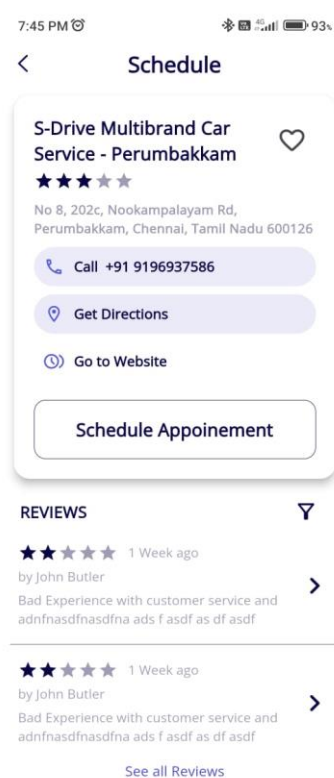 7:45 PM
4G
93%
Schedule
S-Drive Multibrand Car
Service - Perumbakkam
No 8, 202c, Nookampalayam Rd,
Perumbakkam, Chennai, Tamil Nadu 600126
Call +91 9196937586
Get Directions
Go to Website
Schedule Appoinement
REVIEWS
1 Week ago
by John Butler
Bad Experience with customer service and
adnfnasdfnasdfna ads f asdf as df asdf
1 Week ago
by John Butler
Bad Experience with customer service and
adnfnasdfnasdfna ads f asdf as df asdf
See all Reviews